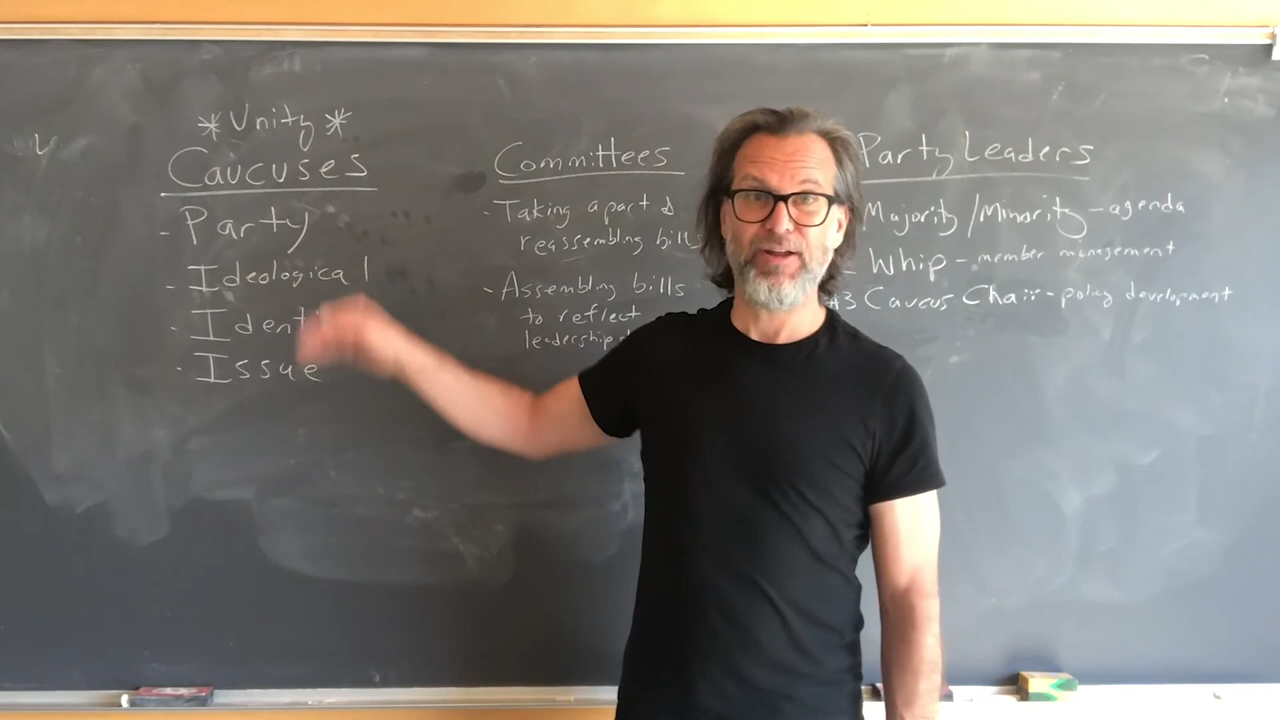 *Unity*
Caucuses
- Party
- Ideological
- Identi
- Issue
Committees
- Taking apart &
reassembling bills
- Assembling bills
to reflect
leadership
Party Leaders
Majority/Minority - agenda
- Whip - member management
#3 Caucus Chair - policy development